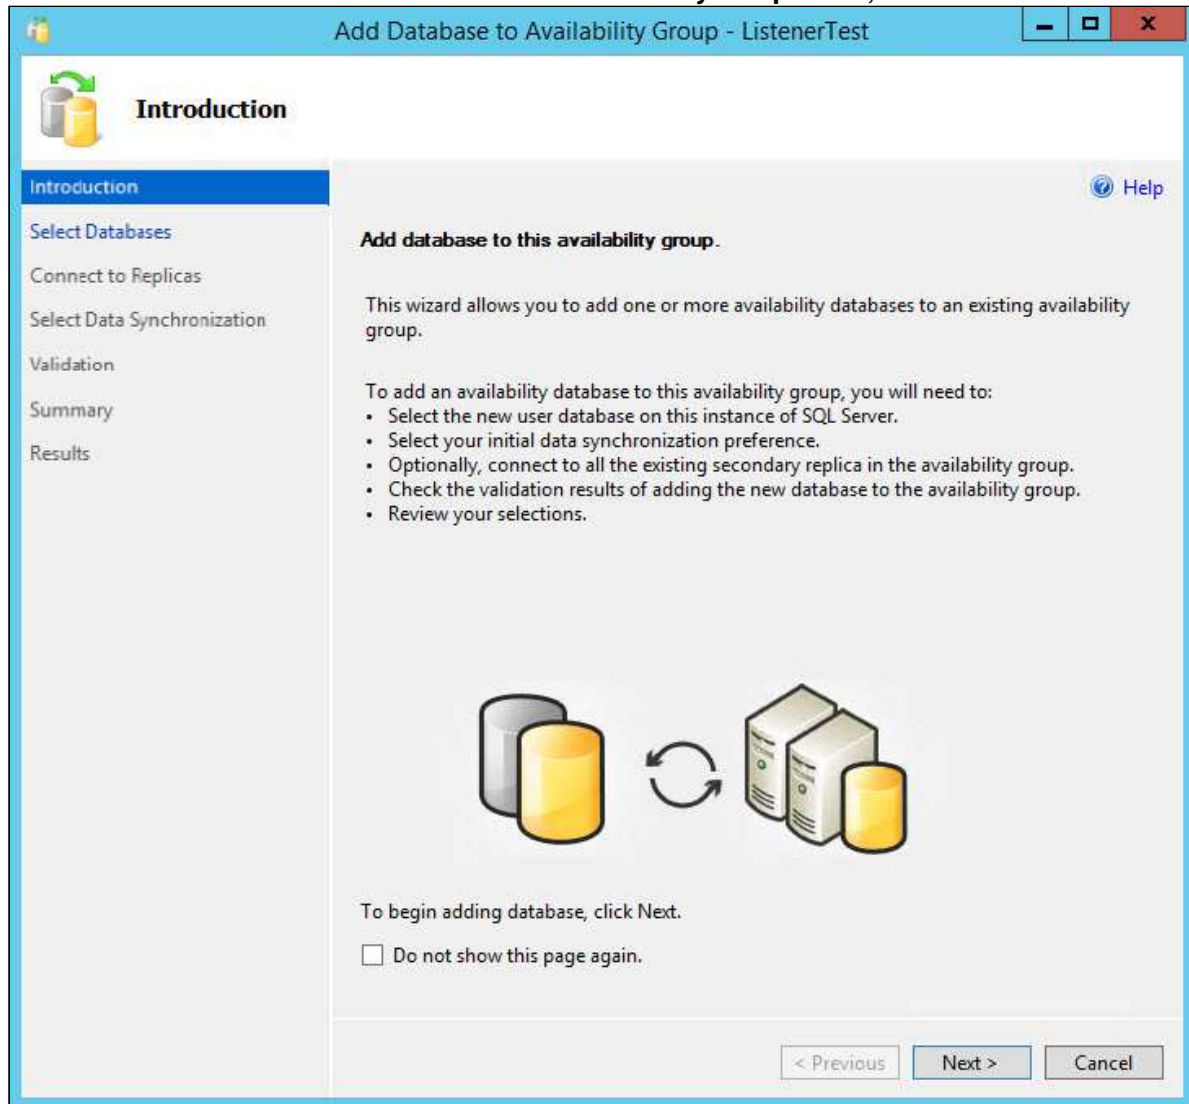 Add Database to Availability Group - ListenerTest
Introduction
Introduction
Help
Select Databases
Connect to Replicas
Select Data Synchronization
Validation
Summary
Results
Add database to this availability group.
This wizard allows you to add one or more availability databases to an existing availability
group.
To add an availability database to this availability group, you will need to:
• Select the new user database on this instance of SQL Server.
• Select your initial data synchronization preference.
• Optionally, connect to all the existing secondary replica in the availability group.
• Check the validation results of adding the new database to the availability group.
• Review your selections.
To begin adding database, click Next.
Do not show this page again.
< Previous
Next >
Cancel